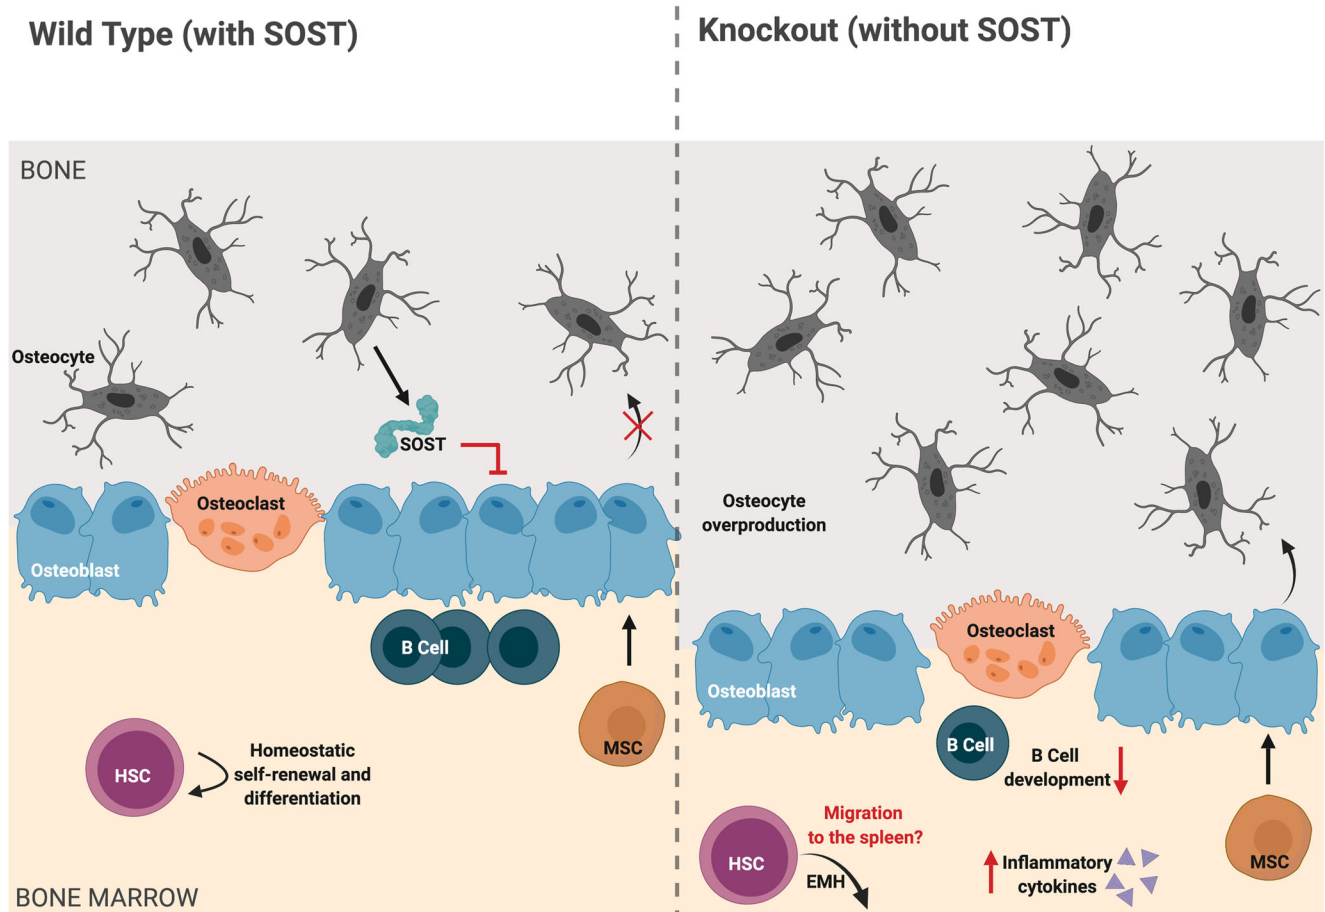 Wild Type (with SOST)
BONE
Osteocyte
SOST
Osteoclast
Osteoblast
B Cell
MSC
HSC
Homeostatic
self-renewal and
differentiation
BONE MARROW
Knockout (without SOST)
Osteocyte
overproduction
Osteoclast
Osteoblast
B Cell
B Cell
development
Migration
to the spleen?
HSC
EMH
Inflammatory
cytokines
MSC